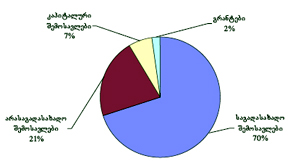 კაპიტალური
შემოსავლები
7%
გრანტები
2%
არასაგადასახადო
შემოსავლები
21%
საგადასახადო
შემოსავლები
70%